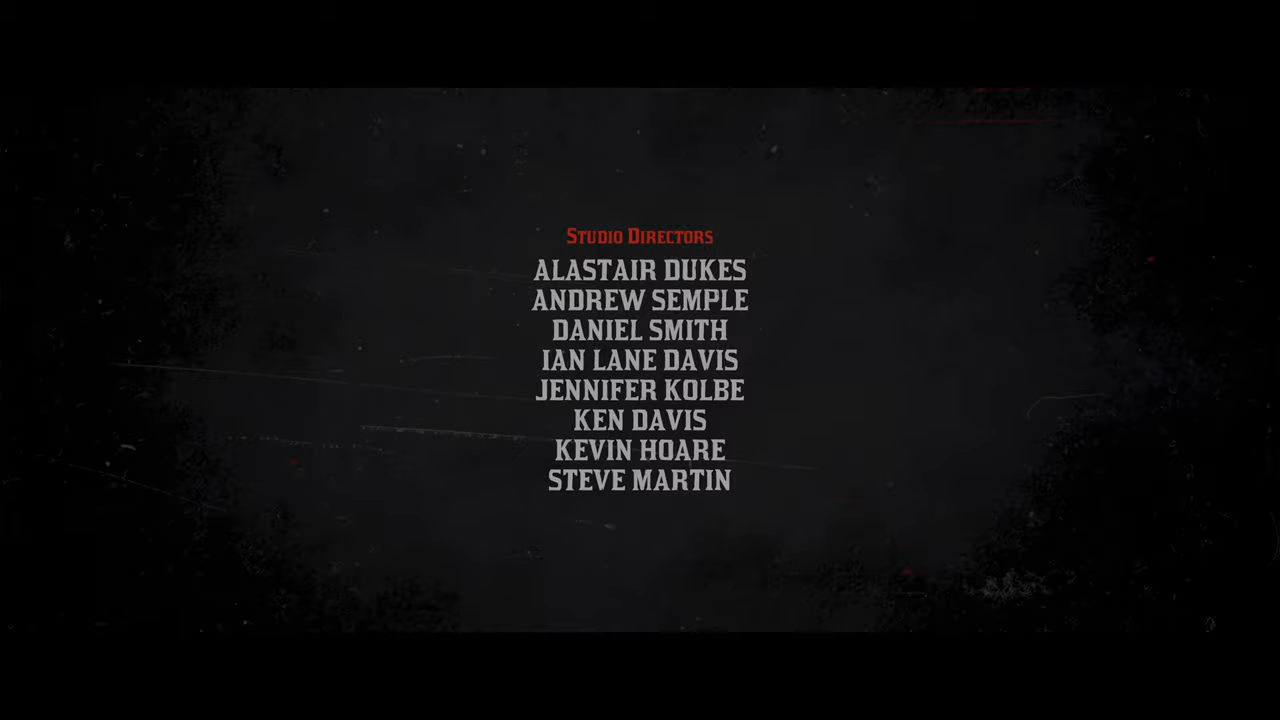 Studio Directors
ALASTAIR DUKES
ANDREW SEMPLE
DANIEL SMITH
IAN LANE DAVIS
JENNIFER KOLBE
KEN DAVIS
KEVIN HOARE
STEVE MARTIN